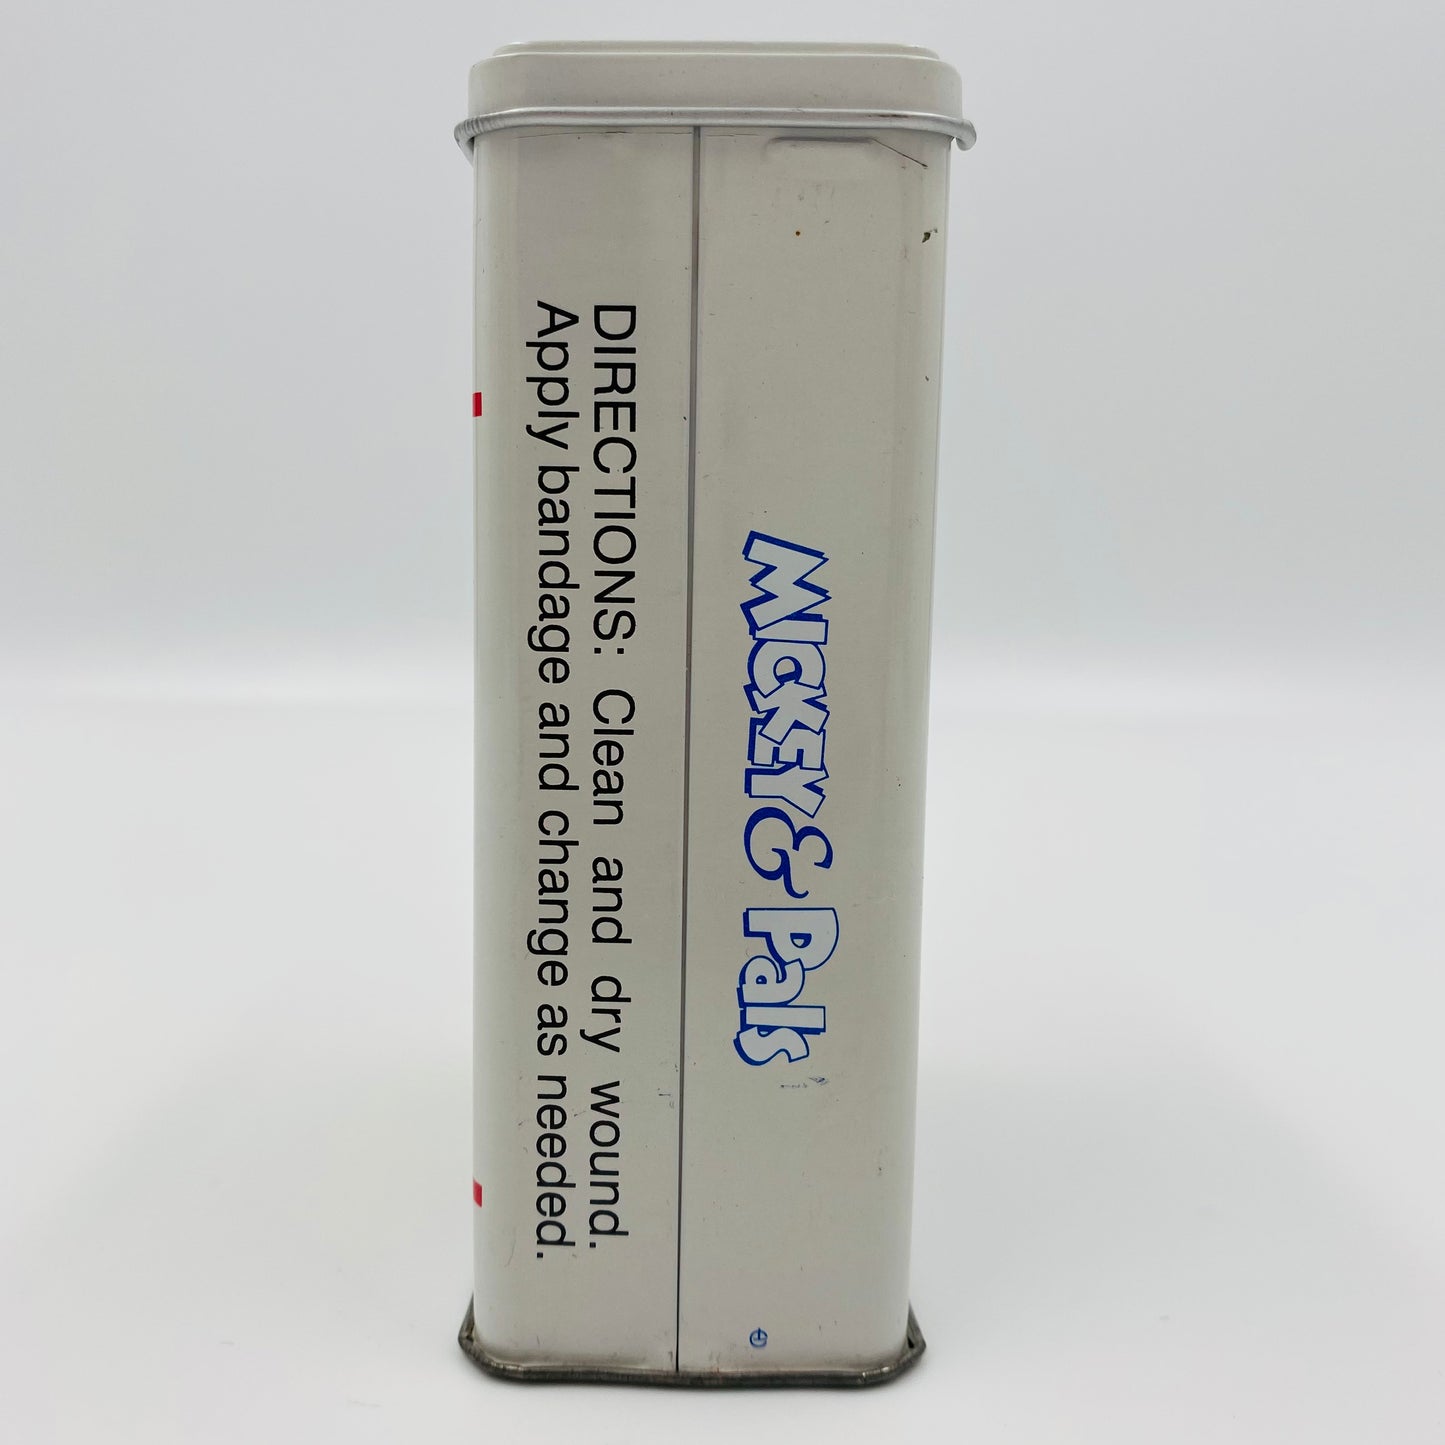 MICKEY & Pals
DIRECTIONS: Clean and dry wound.
Apply bandage and change as needed.